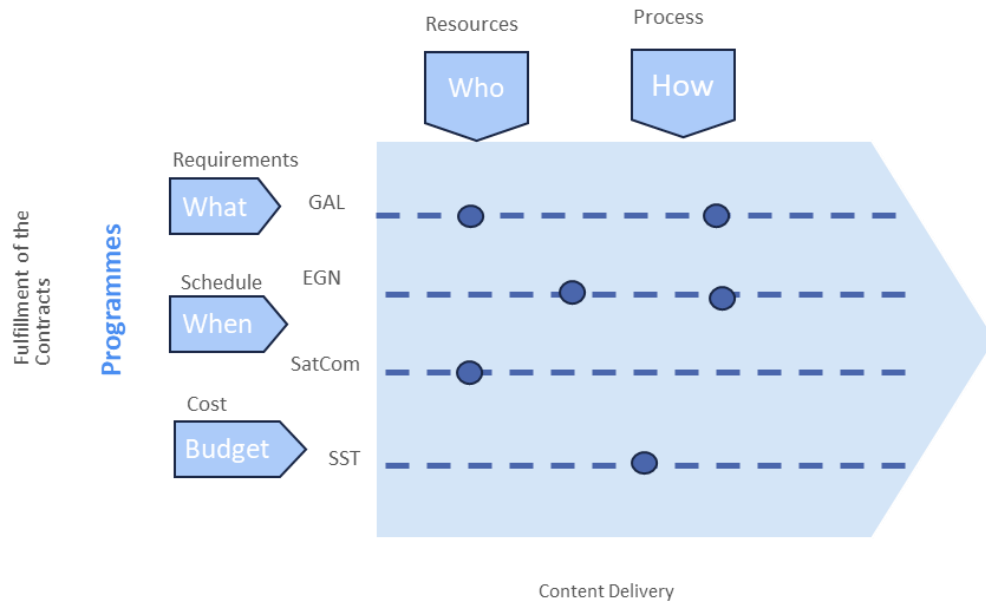 Resources
Process
Who
How
Requirements
What
GAL
Schedule
EGN
When
SatCom
Cost
Budget
SST
Fulfillment of the
Contracts
Programmes
Content Delivery